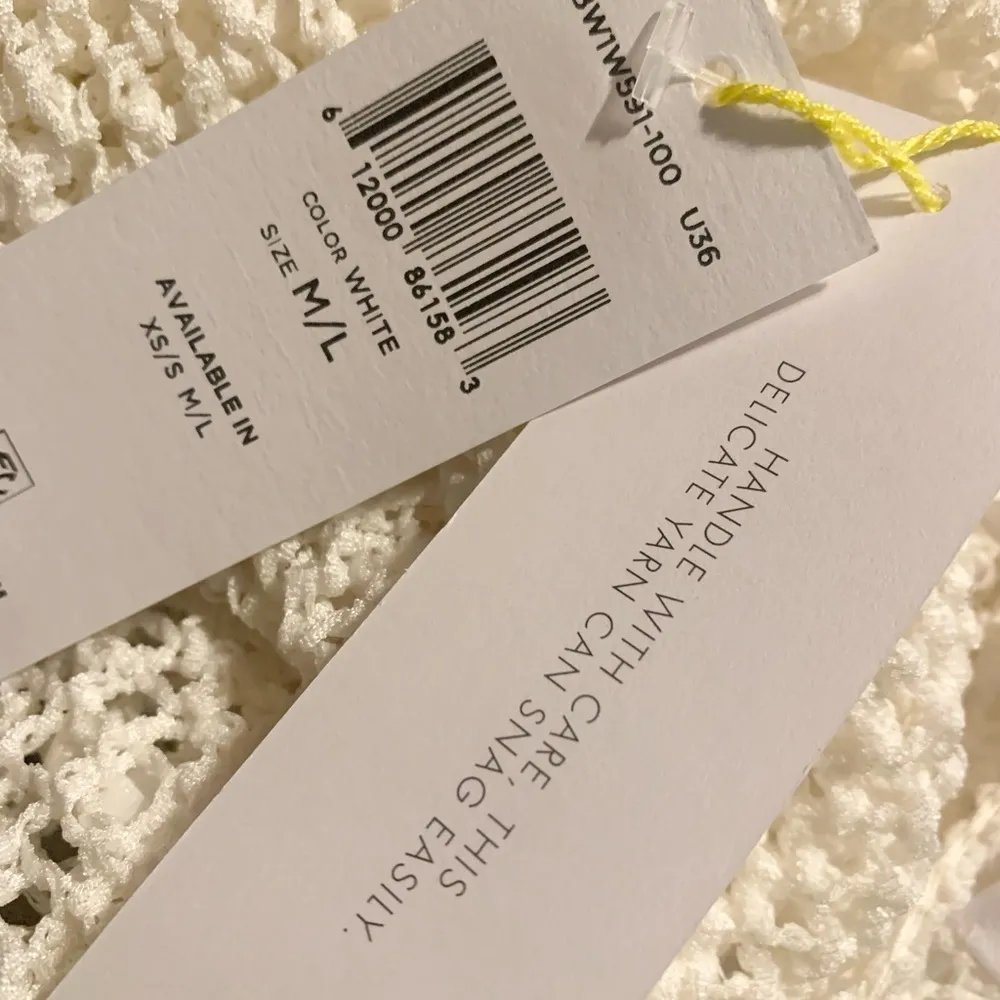 BW1W591-100 U36
6 12000 86158 3
COLOR WHITE
SIZE M/L
AVAILABLE IN
XS/S M/L
HANDLE WITH CARE, THIS
DELICATE YARN CAN SNAG EASILY.